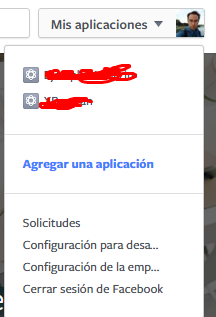 Mis aplicaciones
Agregar una aplicación
Solicitudes
Configuración para desa...
Configuración de la emp...
Cerrar sesión de Facebook